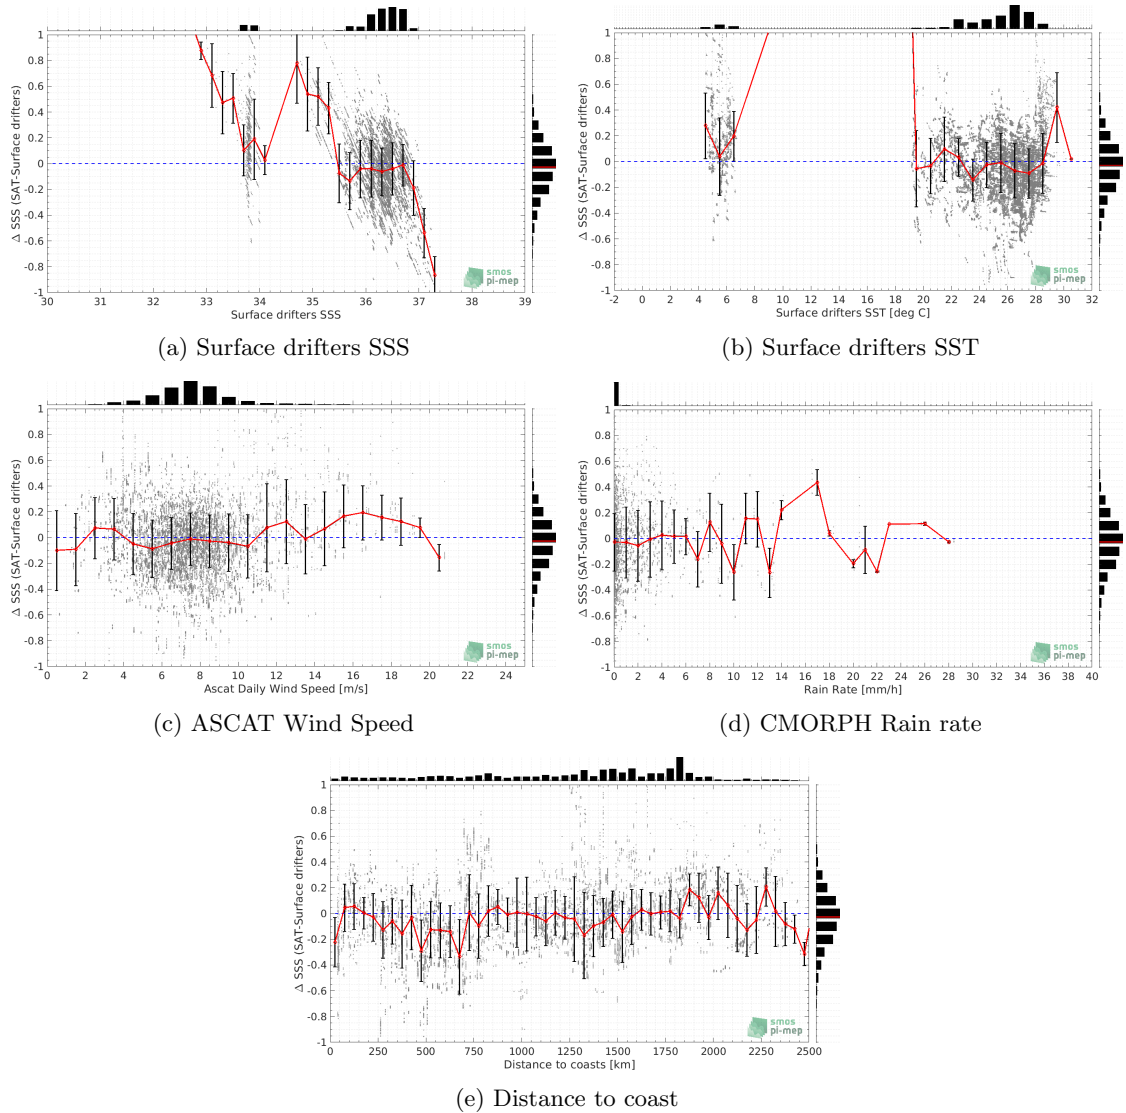 Δ SSS (SAT-Surface drifters)
1
0.8
0.6
0.4
0.2
0
-0.2
-0.4
-0.6
-0.8
-1
smos
pi-mep
30 31 32 33 34 35 36 37 38 39
Surface drifters SSS
(a) Surface drifters SSS
Δ SSS (SAT-Surface drifters)
1
0.8
0.6
0.4
0.2
0
-0.2
-0.4
-0.6
-0.8
-1
smos
pi-mep
-2 0 2 4 6 8 10 12 14 16 18 20 22 24 26 28 30 32
Surface drifters SST [deg C]
(b) Surface drifters SST
Δ SSS (SAT-Surface drifters)
1
0.8
0.6
0.4
0.2
0
-0.2
-0.4
-0.6
-0.8
-1
smos
pi-mep
0 2 4 6 8 10 12 14 16 18 20 22 24
Ascat Daily Wind Speed [m/s]
(c) ASCAT Wind Speed
Δ SSS (SAT-Surface drifters)
1
0.8
0.6
0.4
0.2
0
-0.2
-0.4
-0.6
-0.8
-1
smos
pi-mep
0 2 4 6 8 10 12 14 16 18 20 22 24 26 28 30 32 34 36 38 40
Rain Rate [mm/h]
(d) CMORPH Rain rate
Δ SSS (SAT-Surface drifters)
1
0.8
0.6
0.4
0.2
0
-0.2
-0.4
-0.6
-0.8
-1
smos
pi-mep
0 250 500 750 1000 1250 1500 1750 2000 2250 2500
Distance to coasts [km]
(e) Distance to coast